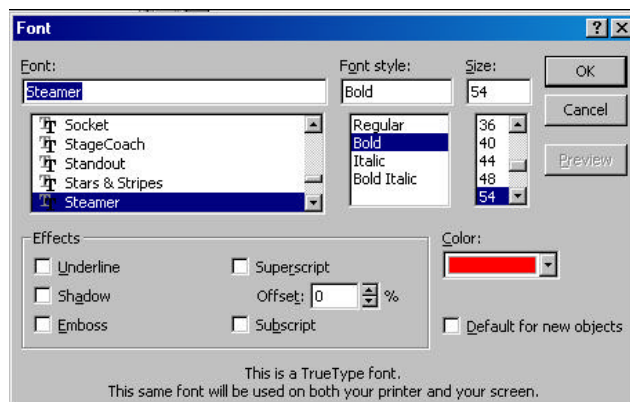 Font
Font: Font style: Size:
Steamer Bold 54
OK
Cancel
Preview
Socket
StageCoach
Standout
Stars & Stripes
Steamer
Regular
Bold
Italic
Bold Italic
36
40
44
48
54
Effects
Underline
Shadow
Emboss
Superscript
Offset: 0 %
Subscript
Color:
Default for new objects
This is a TrueType font.
This same font will be used on both your printer and your screen.